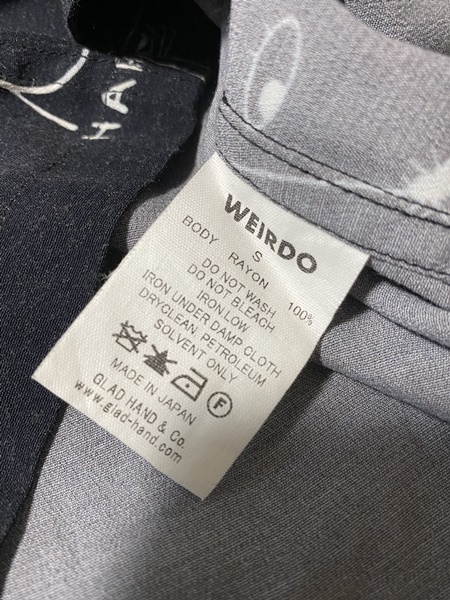 HAR
WEIRDO
S
BODY RAYON 100%
DO NOT WASH
DO NOT BLEACH
IRON LOW
IRON UNDER DAMP CLOTH
DRYCLEAN PETROLEUM
SOLVENT ONLY
F
MADE IN JAPAN
GLAD HAND & Co.
www.glad-hand.com